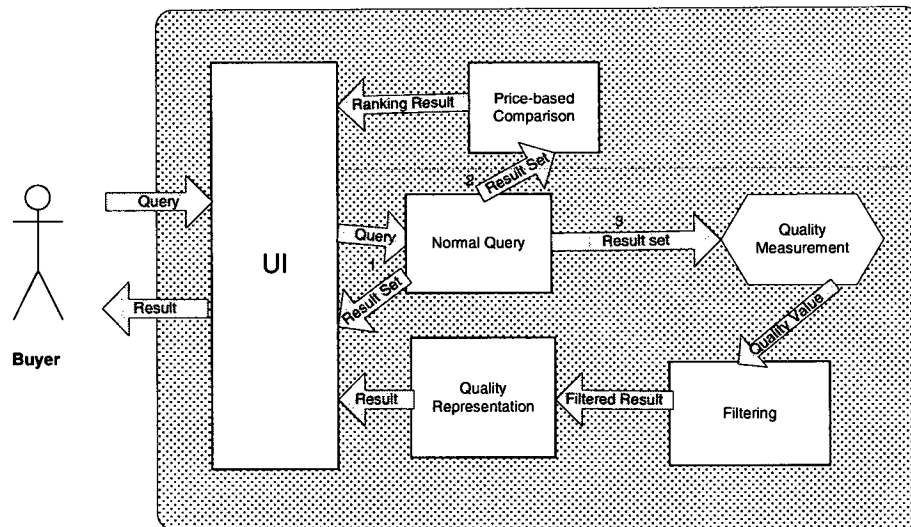 Ranking Result
Price-based
Comparison
2
Result Set
Query
Query
Normal Query
3
Result set
Quality
Measurement
UI
1
Result Set
Result
Quality Value
Buyer
Result
Quality
Representation
Filtered Result
Filtering